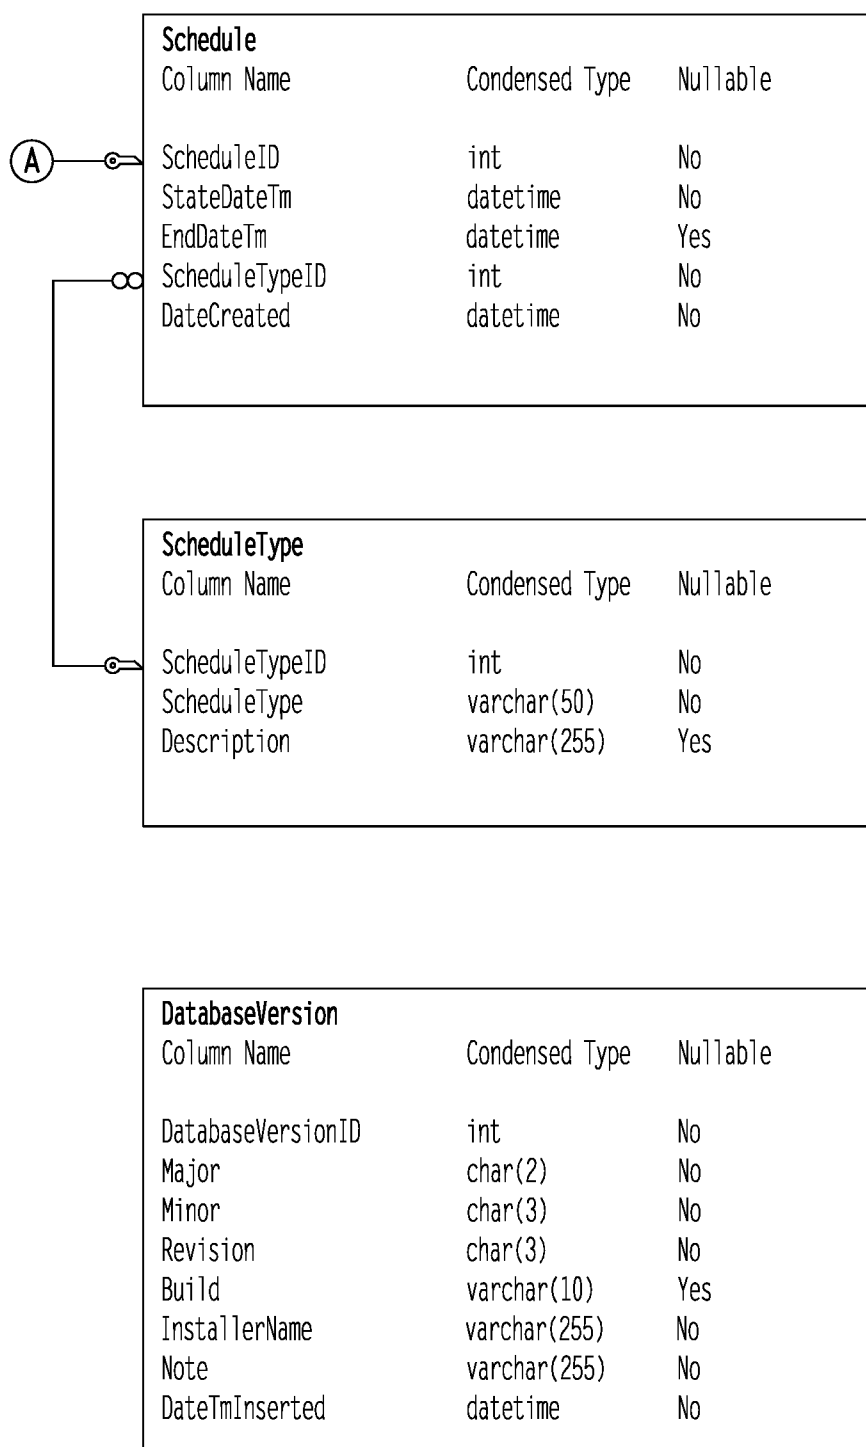 Schedule
Column Name Condensed Type Nullable
A
ScheduleID int No
StateDateTm datetime No
EndDateTm datetime Yes
ScheduleTypeID int No
DateCreated datetime No
ScheduleType
Column Name Condensed Type Nullable
ScheduleTypeID int No
ScheduleType varchar(50) No
Description varchar(255) Yes
DatabaseVersion
Column Name Condensed Type Nullable
DatabaseVersionID int No
Major char(2) No
Minor char(3) No
Revision char(3) No
Build varchar(10) Yes
InstallerName varchar(255) No
Note varchar(255) No
DateTmInserted datetime No